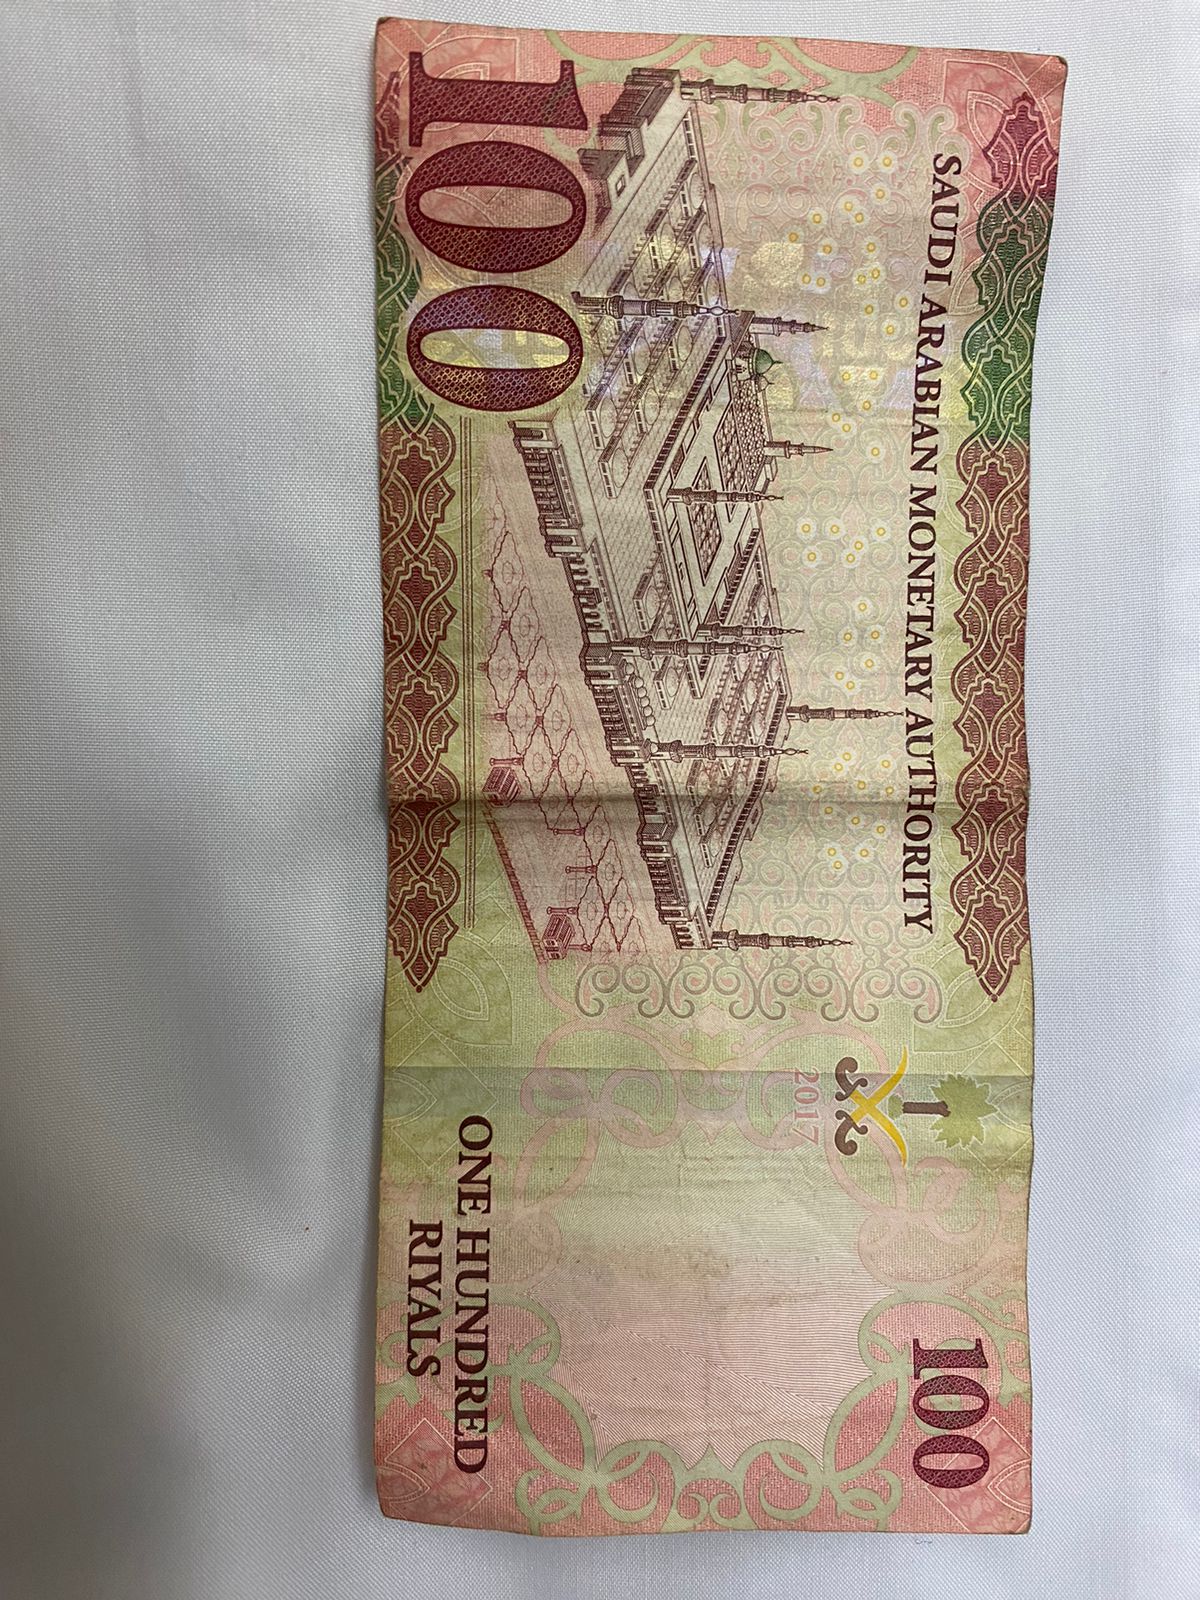 SAUDI ARABIAN MONETARY AUTHORITY
100
2017
100
ONE HUNDRED
RIYALS